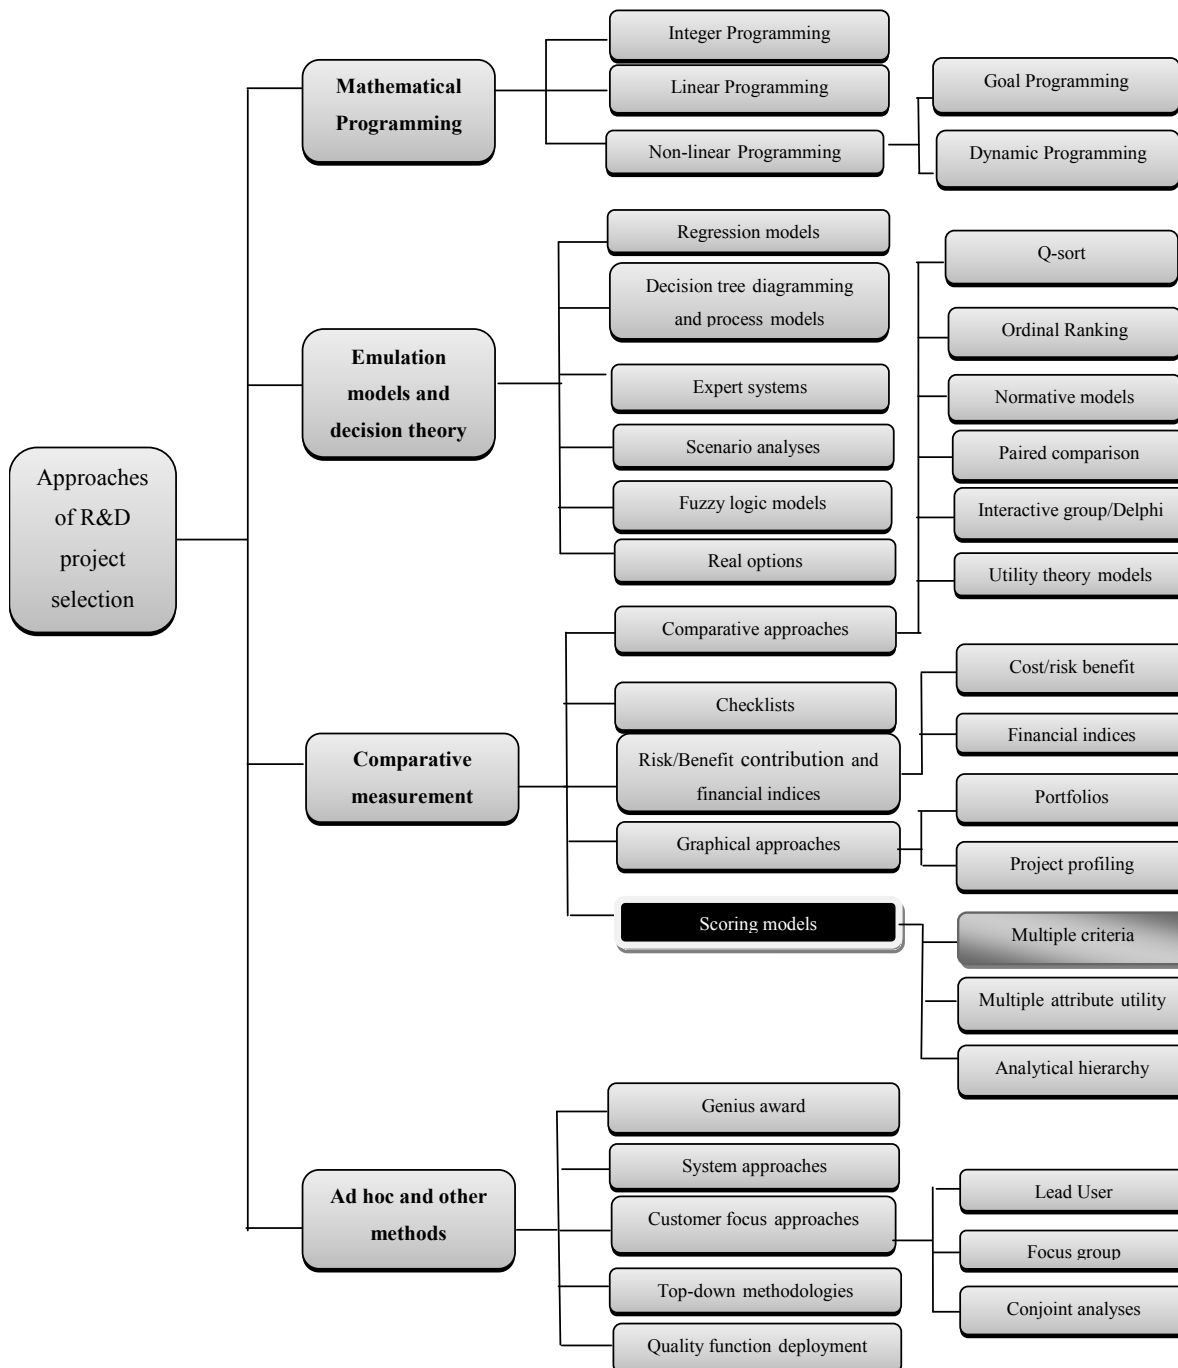 Approaches
of R&D
project
selection
Mathematical
Programming
Integer Programming
Linear Programming
Non-linear Programming
Goal Programming
Dynamic Programming
Emulation
models and
decision theory
Regression models
Decision tree diagramming
and process models
Expert systems
Scenario analyses
Fuzzy logic models
Real options
Comparative
measurement
Comparative approaches
Q-sort
Ordinal Ranking
Normative models
Paired comparison
Interactive group/Delphi
Utility theory models
Checklists
Risk/Benefit contribution and
financial indices
Cost/risk benefit
Financial indices
Graphical approaches
Portfolios
Project profiling
Scoring models
Multiple criteria
Multiple attribute utility
Analytical hierarchy
Ad hoc and other
methods
Genius award
System approaches
Customer focus approaches
Lead User
Focus group
Conjoint analyses
Top-down methodologies
Quality function deployment